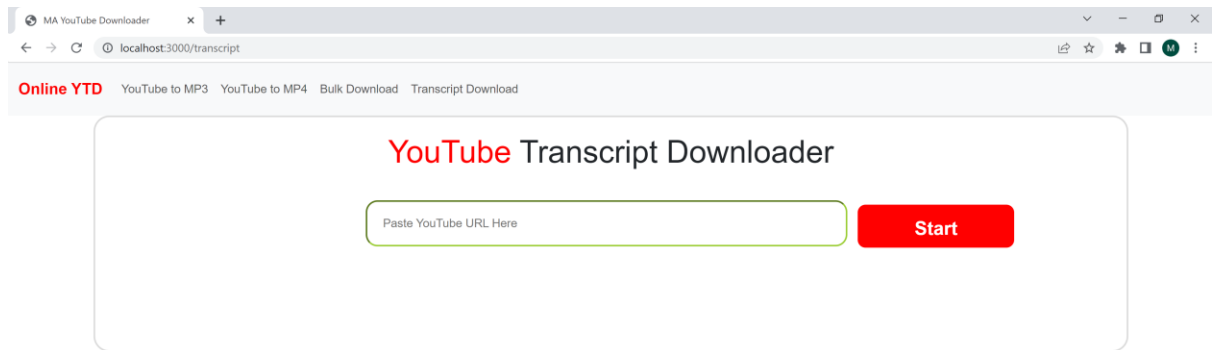 MA YouTube Downloader
localhost:3000/transcript
M
Online YTD YouTube to MP3 YouTube to MP4 Bulk Download Transcript Download
YouTube Transcript Downloader
Paste YouTube URL Here
Start